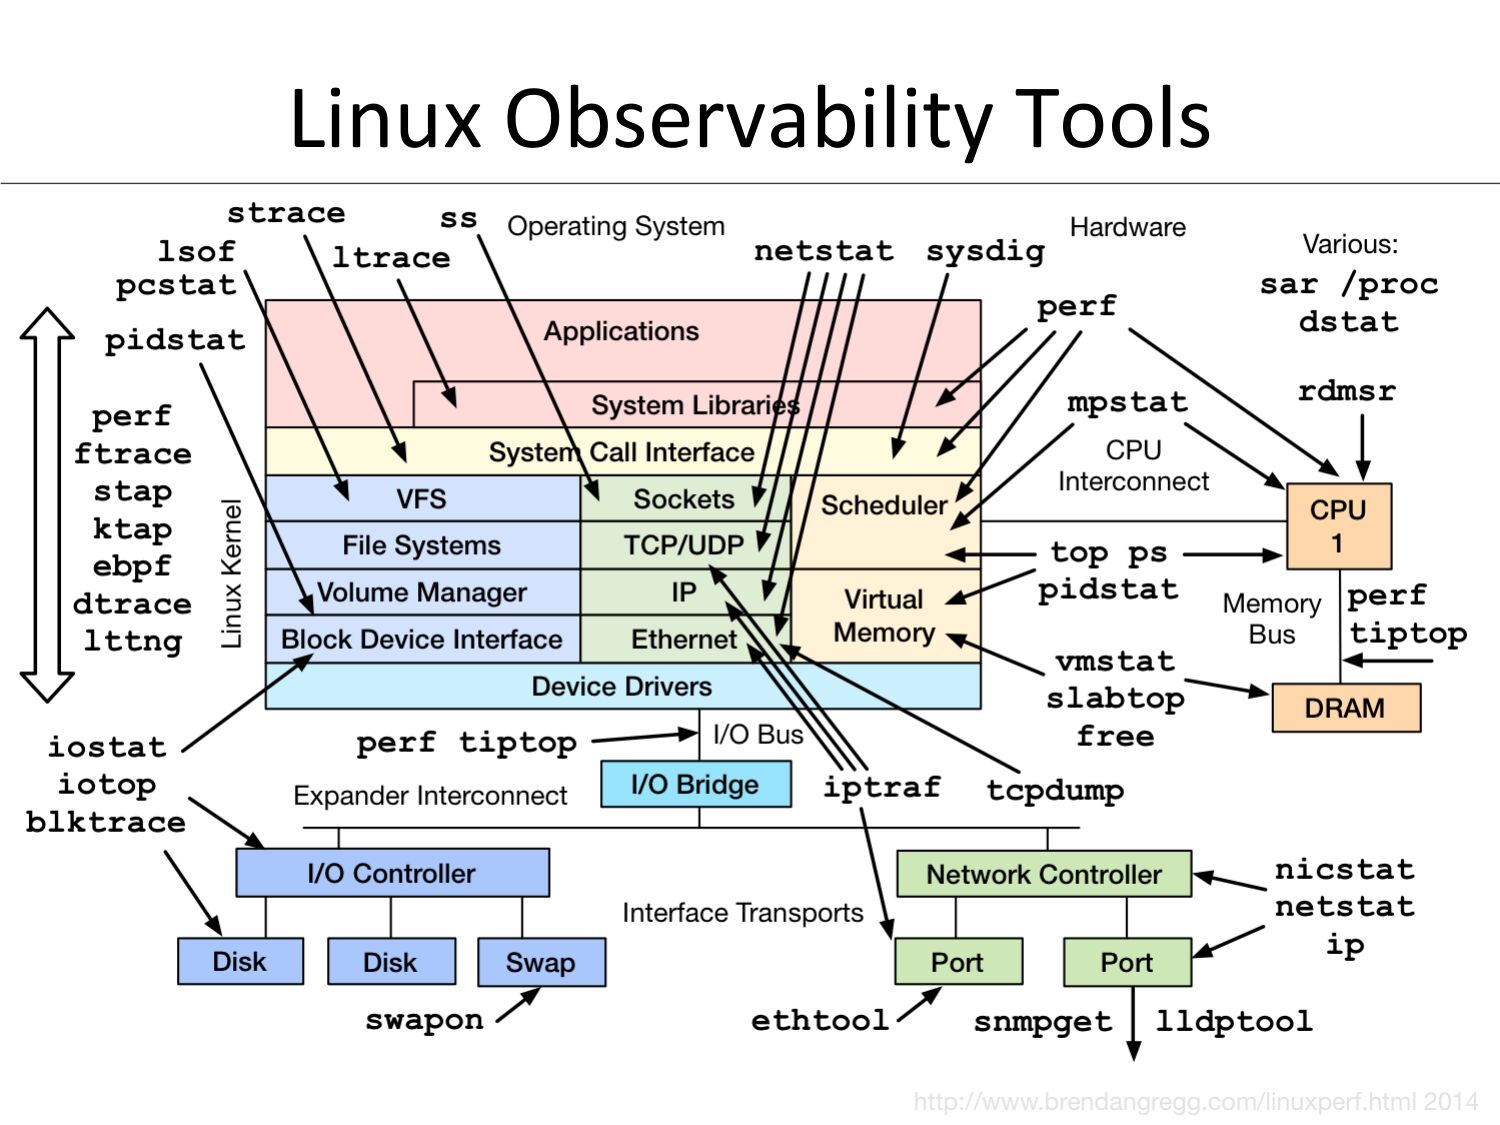 Linux Observability Tools
strace
ss
Operating System
Hardware
lsof
ltrace
netstat
sysdig
Various:
pcstat
sar /proc
perf
dstat
pidstat
Applications
rdmsr
mpstat
perf
ftrace
stap
ktap
ebpf
dtrace
lttng
System Libraries
System Call Interface
CPU
Interconnect
Linux Kernel
VFS
Sockets
Scheduler
CPU
1
File Systems
TCP/UDP
top ps
pidstat
Volume Manager
IP
Virtual
Memory
Memory
Bus
perf
tiptop
Block Device Interface
Ethernet
vmstat
slabtop
free
Device Drivers
DRAM
iostat
iotop
blktrace
perf tiptop
I/O Bus
I/O Bridge
iptraf
tcpdump
Expander Interconnect
I/O Controller
Network Controller
nicstat
netstat
ip
Interface Transports
Disk
Disk
Swap
Port
Port
swapon
ethtool
snmpget
lldptool
http://www.brendangregg.com/linuxperf.html 2014